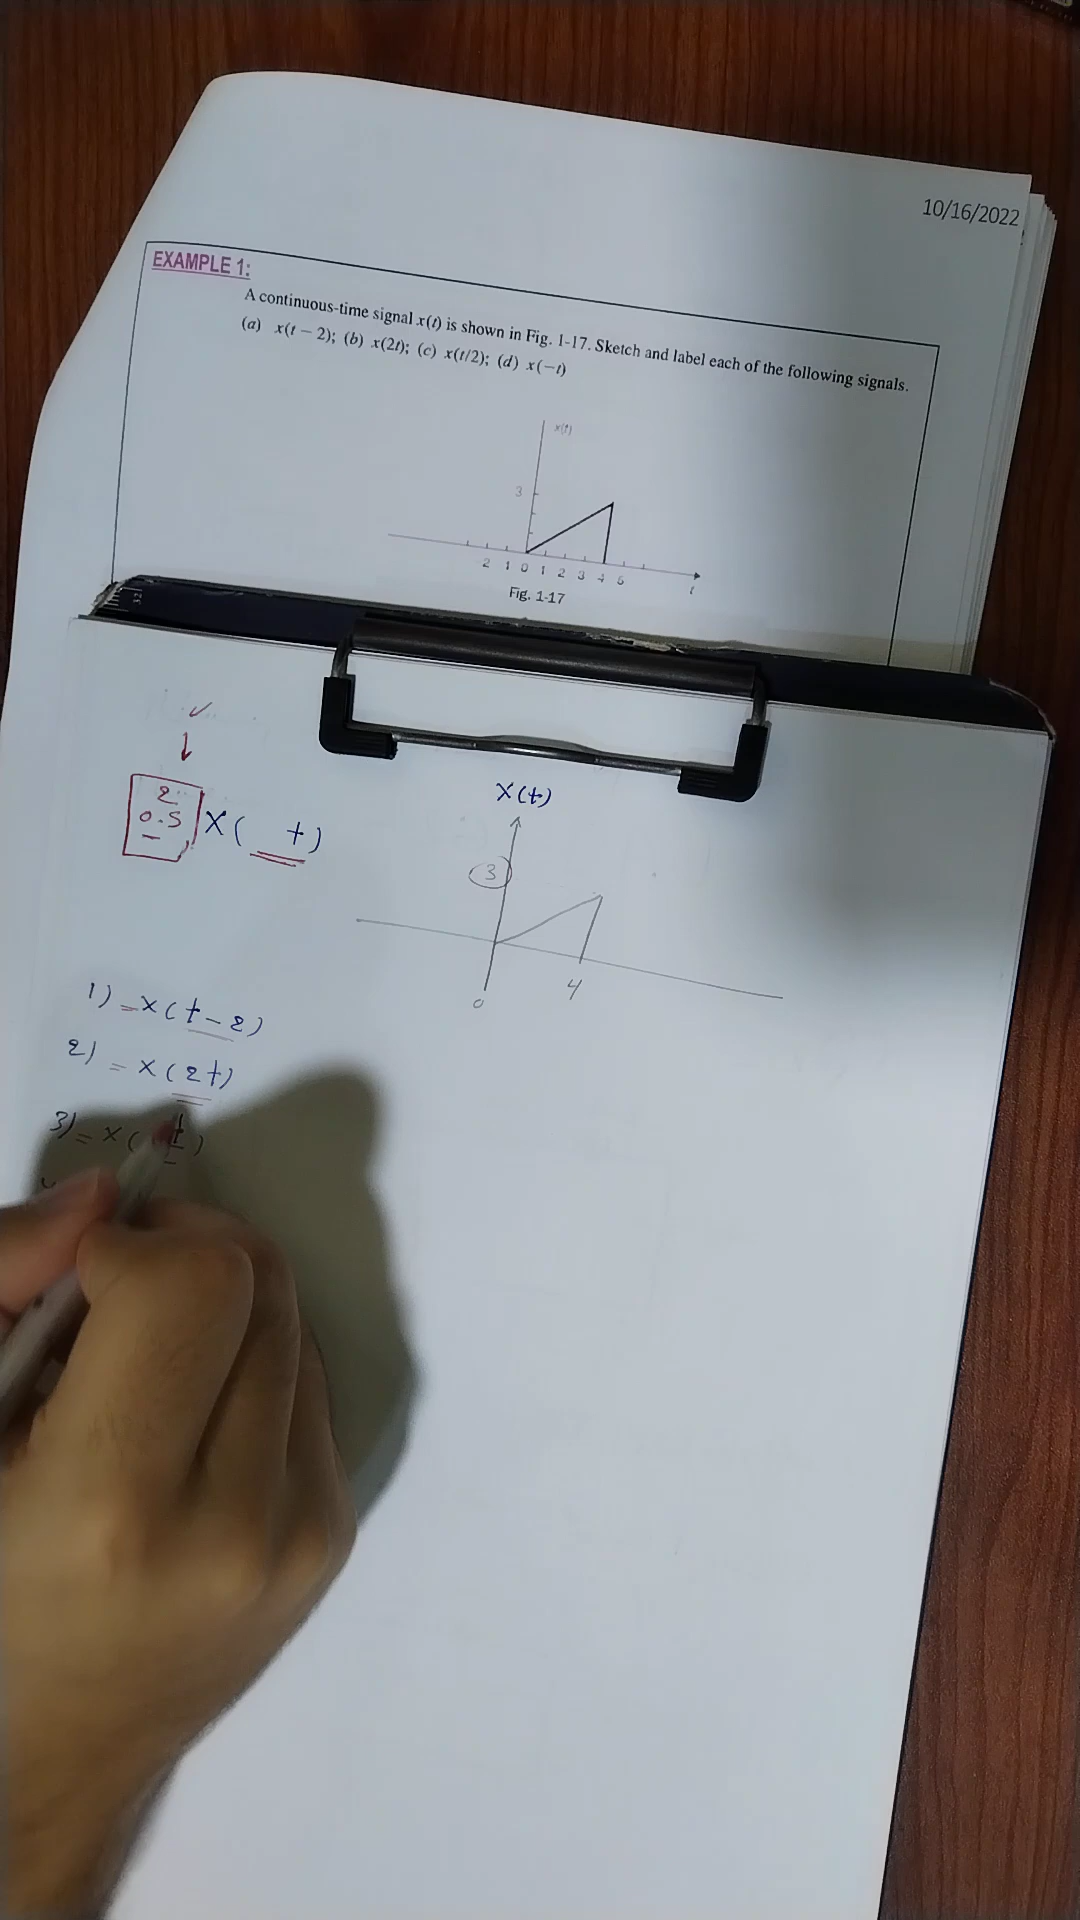 10/16/2022
EXAMPLE 1:
A continuous-time signal x(t) is shown in Fig. 1-17. Sketch and label each of the following signals.
(a) x(t − 2); (b) x(2t); (c) x(t/2); (d) x(−t)
x(t)
3
2 1 0 1 2 3 4 5
t
Fig. 1-17
32
2
0.5 X( t)
X(t)
3
0
4
1) = x(t-2)
2) = x(2t)
3) = x( t )